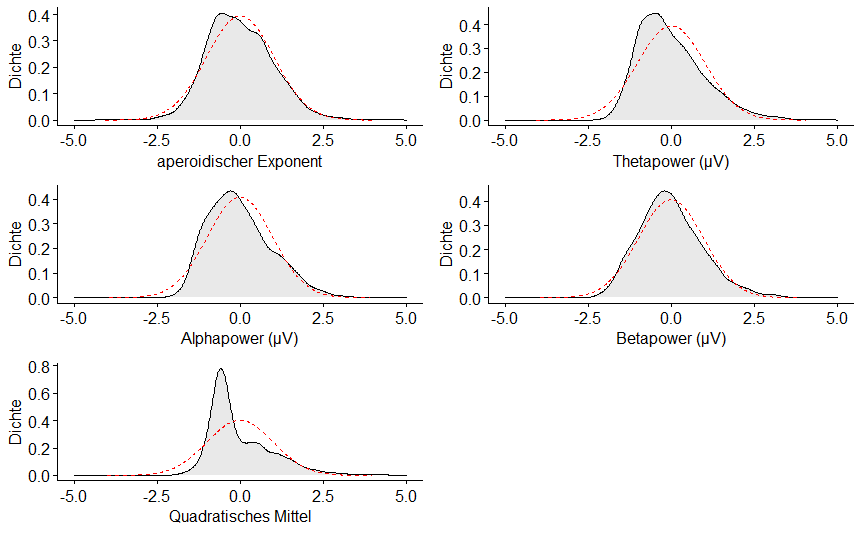 Dichte
0.4
0.3
0.2
0.1
0.0
-5.0 -2.5 0.0 2.5 5.0
aperoidischer Exponent
Dichte
0.4
0.3
0.2
0.1
0.0
-5.0 -2.5 0.0 2.5 5.0
Thetapower (µV)
Dichte
0.4
0.3
0.2
0.1
0.0
-5.0 -2.5 0.0 2.5 5.0
Alphapower (µV)
Dichte
0.4
0.3
0.2
0.1
0.0
-5.0 -2.5 0.0 2.5 5.0
Betapower (µV)
Dichte
0.8
0.6
0.4
0.2
0.0
-5.0 -2.5 0.0 2.5 5.0
Quadratisches Mittel